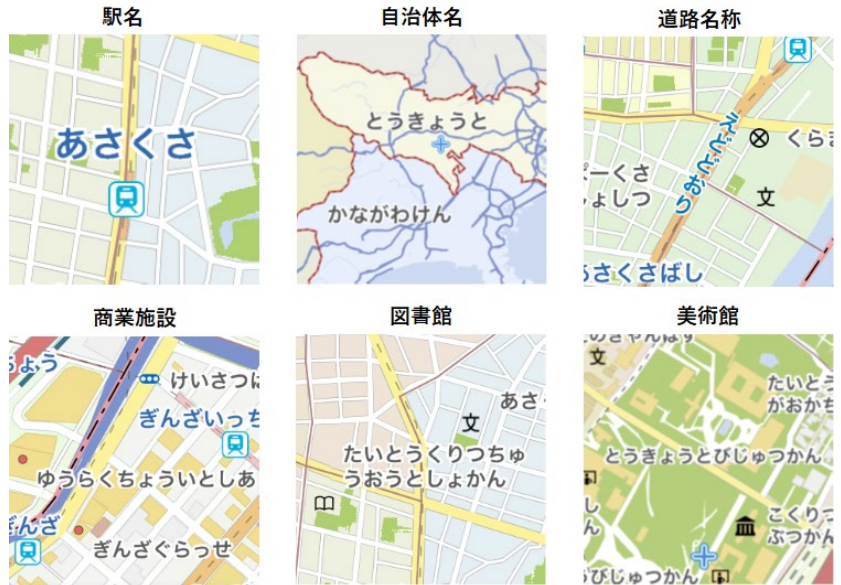 駅名
自治体名
道路名称
あさくさ
とうきょうと
かながわけん
えどどおり
くらま
ーくさ
ょしつ
文
あさくさばし
商業施設
図書館
美術館
ょう
けいさつ
ぎんざいっち
ゆうらくちょういとしあ
ぎんざ
ぎんざぐらっせ
文
あさ
たいとうくりつちゅ
うおうとしょかん
文
たいとう
がおかち
とうきょうとびじゅつかん
し
ん
こくりつ
ぶつかん
びじゅつかん